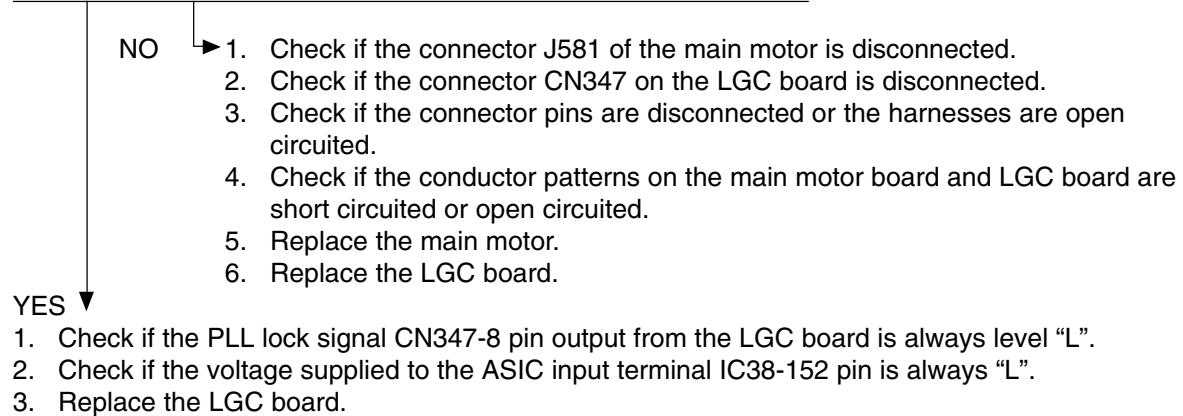 NO 1. Check if the connector J581 of the main motor is disconnected.
2. Check if the connector CN347 on the LGC board is disconnected.
3. Check if the connector pins are disconnected or the harnesses are open
circuited.
4. Check if the conductor patterns on the main motor board and LGC board are
short circuited or open circuited.
5. Replace the main motor.
6. Replace the LGC board.
YES
1. Check if the PLL lock signal CN347-8 pin output from the LGC board is always level “L”.
2. Check if the voltage supplied to the ASIC input terminal IC38-152 pin is always “L”.
3. Replace the LGC board.